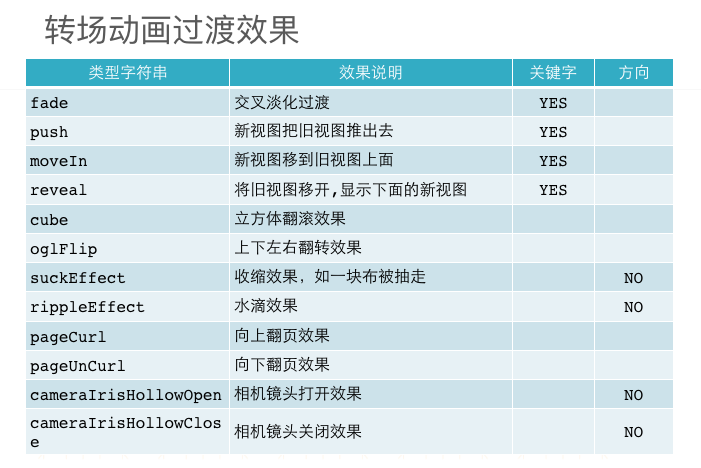 转场动画过渡效果
类型字符串 效果说明 关键字 方向
fade 交叉淡化过渡 YES
push 新视图把旧视图推出去 YES
moveIn 新视图移到旧视图上面 YES
reveal 将旧视图移开,显示下面的新视图 YES
cube 立方体翻滚效果
oglFlip 上下左右翻转效果
suckEffect 收缩效果，如一块布被抽走 NO
rippleEffect 水滴效果 NO
pageCurl 向上翻页效果
pageUnCurl 向下翻页效果
cameraIrisHollowOpen 相机镜头打开效果 NO
cameraIrisHollowClos
e 相机镜头关闭效果 NO